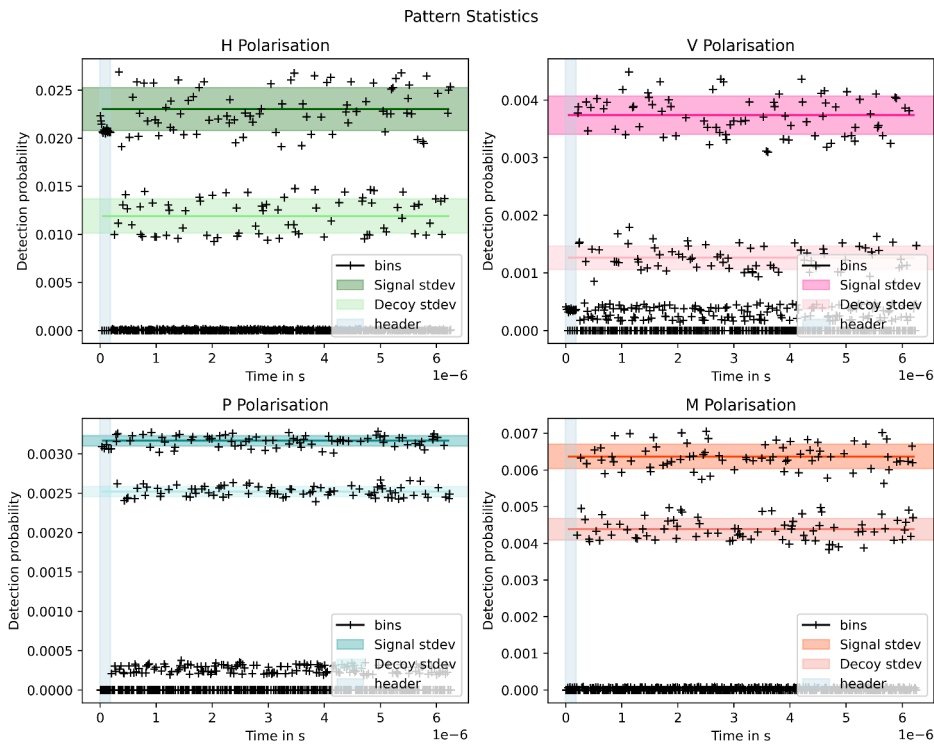 Pattern Statistics
H Polarisation
Detection probability
0.025
0.020
0.015
0.010
0.005
0.000
bins
Signal stdev
Decoy stdev
header
0 1 2 3 4 5 6
Time in s
1e−6
V Polarisation
Detection probability
0.004
0.003
0.002
0.001
0.000
bins
Signal stdev
Decoy stdev
header
0 1 2 3 4 5 6
Time in s
1e−6
P Polarisation
Detection probability
0.0030
0.0025
0.0020
0.0015
0.0010
0.0005
0.0000
bins
Signal stdev
Decoy stdev
header
0 1 2 3 4 5 6
Time in s
1e−6
M Polarisation
Detection probability
0.007
0.006
0.005
0.004
0.003
0.002
0.001
0.000
bins
Signal stdev
Decoy stdev
header
0 1 2 3 4 5 6
Time in s
1e−6